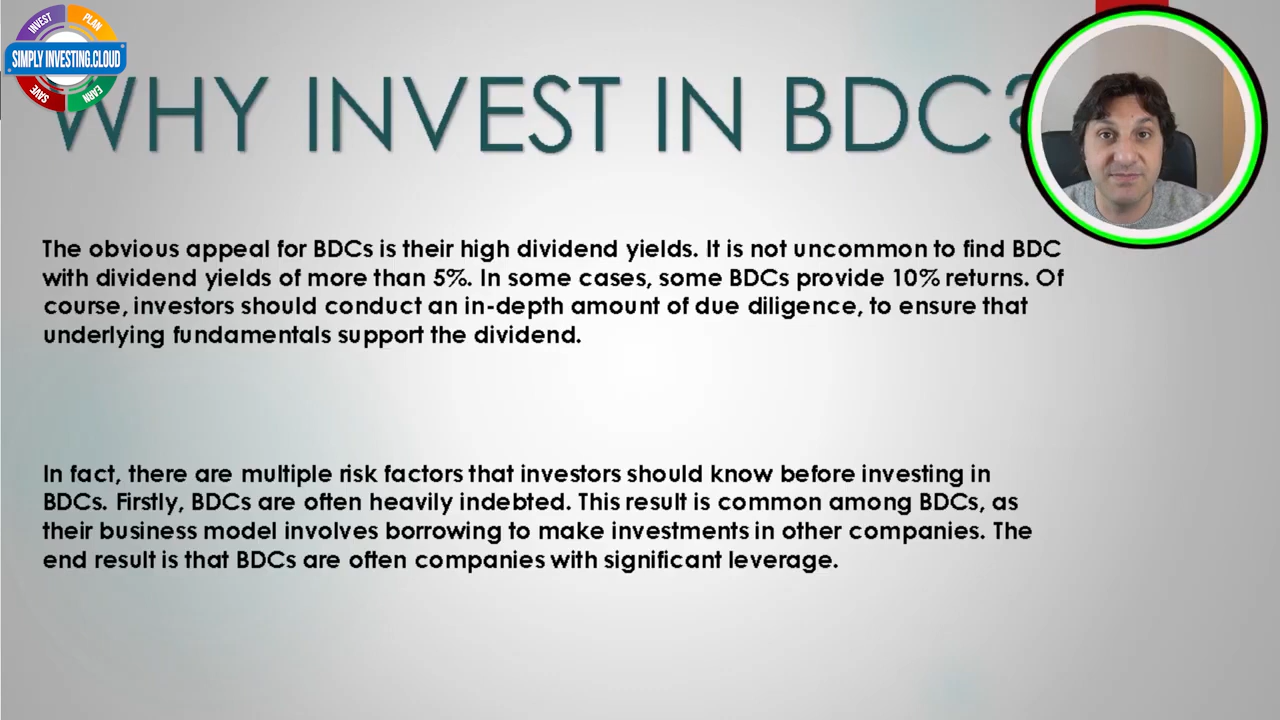 INVEST
PLAN
SIMPLY INVESTING.CLOUD
SAVE
EARN
WHY INVEST IN BDC?
The obvious appeal for BDCs is their high dividend yields. It is not uncommon to find BDC
with dividend yields of more than 5%. In some cases, some BDCs provide 10% returns. Of
course, investors should conduct an in-depth amount of due diligence, to ensure that
underlying fundamentals support the dividend.
In fact, there are multiple risk factors that investors should know before investing in
BDCs. Firstly, BDCs are often heavily indebted. This result is common among BDCs, as
their business model involves borrowing to make investments in other companies. The
end result is that BDCs are often companies with significant leverage.